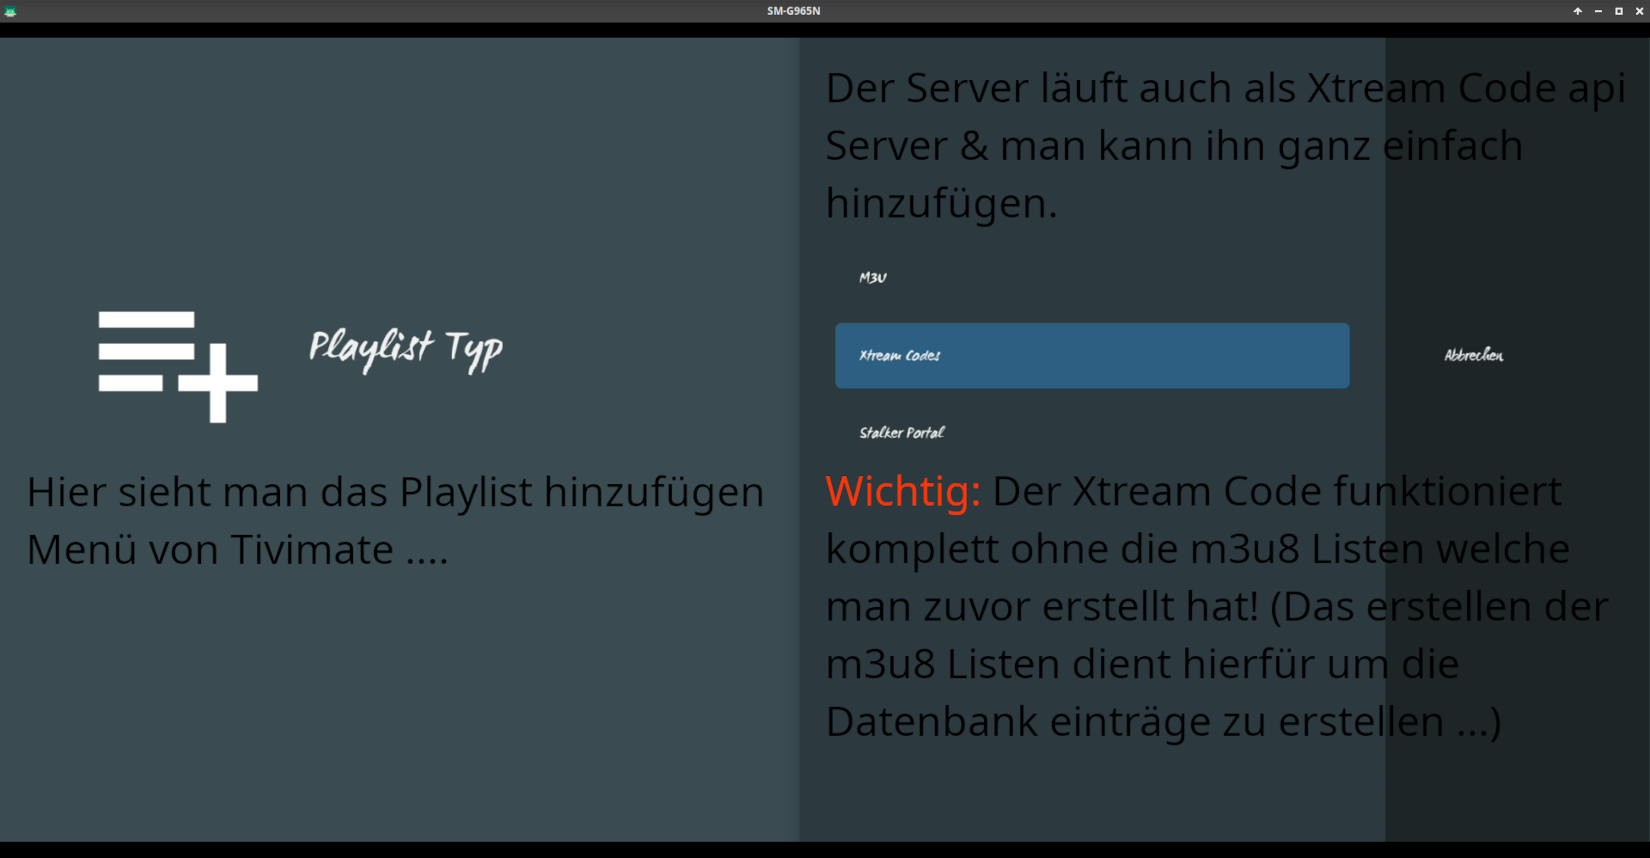 SM-G965N
Playlist Typ
Hier sieht man das Playlist hinzufügen
Menü von Tivimate ....
Der Server läuft auch als Xtream Code api
Server & man kann ihn ganz einfach
hinzufügen.
M3U
Xtream Codes
Stalker Portal
Abbrechen
Wichtig: Der Xtream Code funktioniert
komplett ohne die m3u8 Listen welche
man zuvor erstellt hat! (Das erstellen der
m3u8 Listen dient hierfür um die
Datenbank einträge zu erstellen ...)